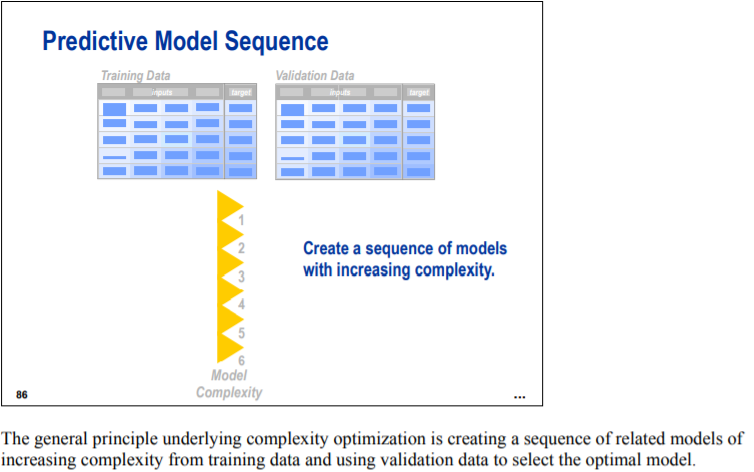 Predictive Model Sequence
Training Data
Validation Data
inputs
target
inputs
target
1
2
3
4
5
6
Create a sequence of models
with increasing complexity.
Model
Complexity
86
...
The general principle underlying complexity optimization is creating a sequence of related models of
increasing complexity from training data and using validation data to select the optimal model.